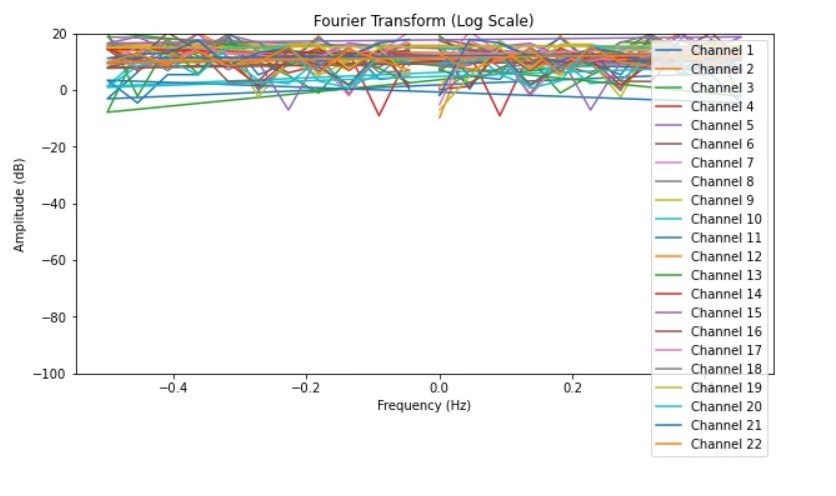 Fourier Transform (Log Scale)
20
0
−20
−40
−60
−80
−100
Amplitude (dB)
−0.4
−0.2
0.0
0.2
Frequency (Hz)
Channel 1
Channel 2
Channel 3
Channel 4
Channel 5
Channel 6
Channel 7
Channel 8
Channel 9
Channel 10
Channel 11
Channel 12
Channel 13
Channel 14
Channel 15
Channel 16
Channel 17
Channel 18
Channel 19
Channel 20
Channel 21
Channel 22